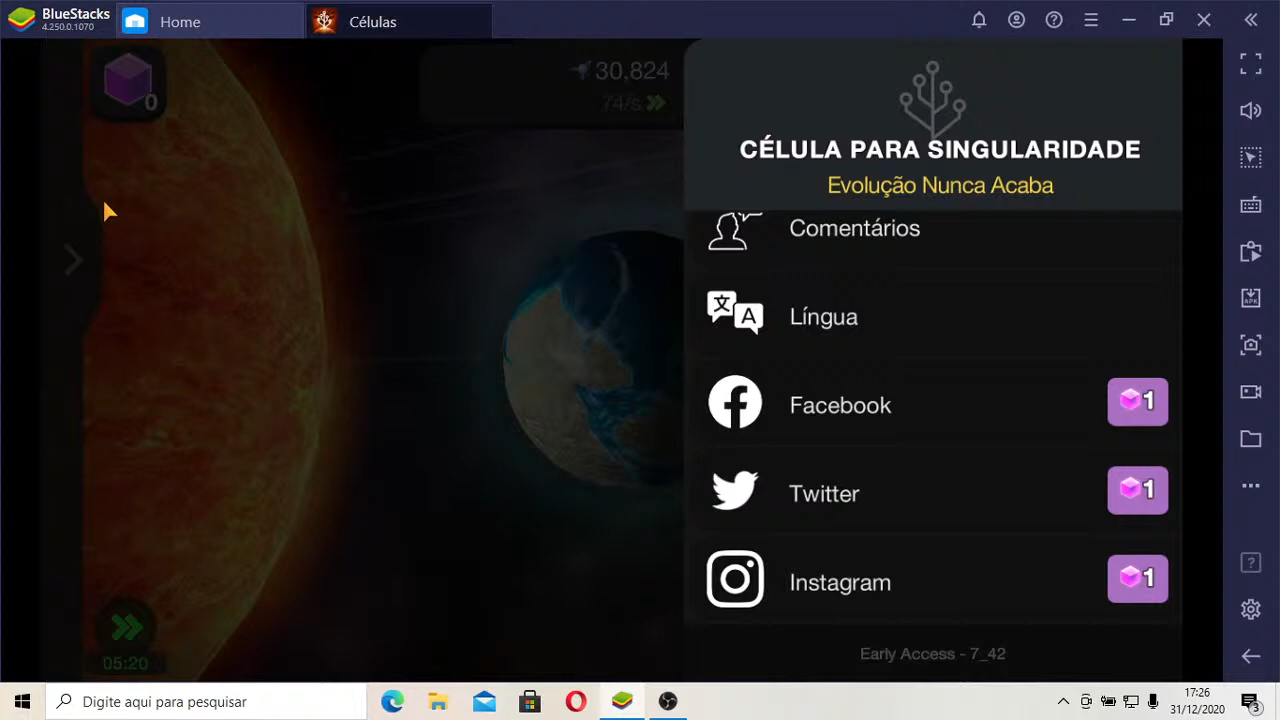 BlueStacks
4.250.0.1070
Home
Células
0
30,824
74/s
CÉLULA PARA SINGULARIDADE
Evolução Nunca Acaba
Comentários
Língua
Facebook
1
Twitter
1
Instagram
1
05:20
Early Access - 7_42
Digite aqui para pesquisar
17:26
31/12/2020
3